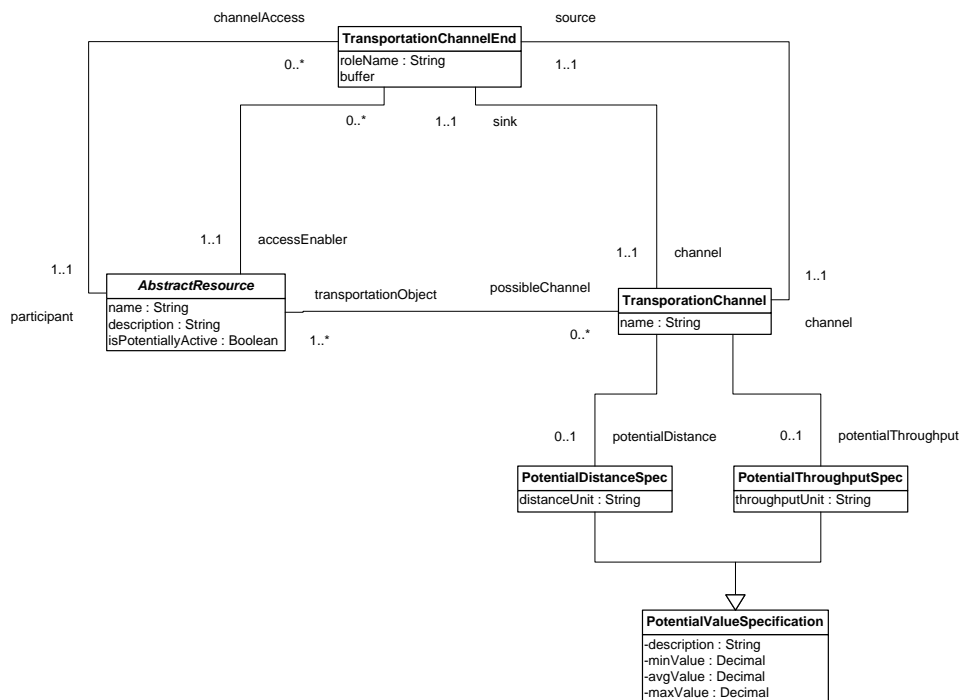 channelAccess
source
TransportationChannelEnd
roleName : String
buffer
0..*
1..1
0..*
1..1
sink
1..1
accessEnabler
1..1
channel
1..1
1..1
participant
AbstractResource
name : String
description : String
isPotentiallyActive : Boolean
transportationObject
possibleChannel
1..*
0..*
TransporationChannel
name : String
channel
0..1
potentialDistance
0..1
potentialThroughput
PotentialDistanceSpec
distanceUnit : String
PotentialThroughputSpec
throughputUnit : String
PotentialValueSpecification
-description : String
-minValue : Decimal
-avgValue : Decimal
-maxValue : Decimal